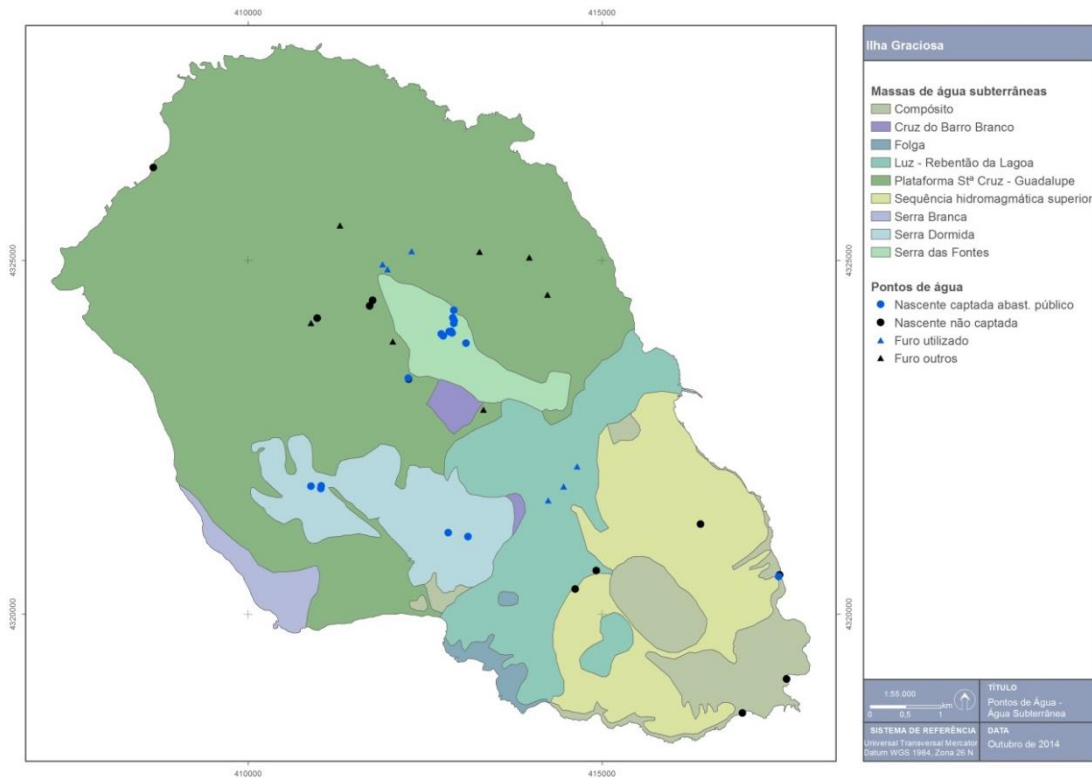 410000
415000
4325000
4325000
4320000
4320000
410000
415000
Ilha Graciosa
Massas de água subterrâneas
Compósito
Cruz do Barro Branco
Folga
Luz - Rebentão da Lagoa
Plataforma Stª Cruz - Guadalupe
Sequência hidromagmática superior
Serra Branca
Serra Dormida
Serra das Fontes
Pontos de água
Nascente captada abast. público
Nascente não captada
Furo utilizado
Furo outros
1:55.000
km
0 0,5 1
TÍTULO
Pontos de Água -
Água Subterrânea
SISTEMA DE REFERÊNCIA
Universal Transversal Mercator
Datum WGS 1984, Zona 26 N
DATA
Outubro de 2014